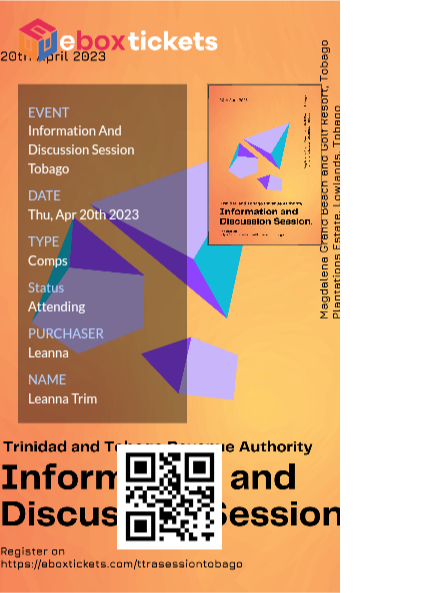 eboxtickets
20th April 2023
EVENT
Information And
Discussion Session
Tobago
DATE
Thu, Apr 20th 2023
TYPE
Comps
Status
Attending
PURCHASER
Leanna
NAME
Leanna Trim
Magdalena Grand Beach and Golf Resort, Tobago
Plantations Estate, Lowlands, Tobago
Information and
Discussion Session.
Trinidad and Tobago Revenue Authority
Inform and
Discus Session
Register on
https://eboxtickets.com/ttrasessiontobago